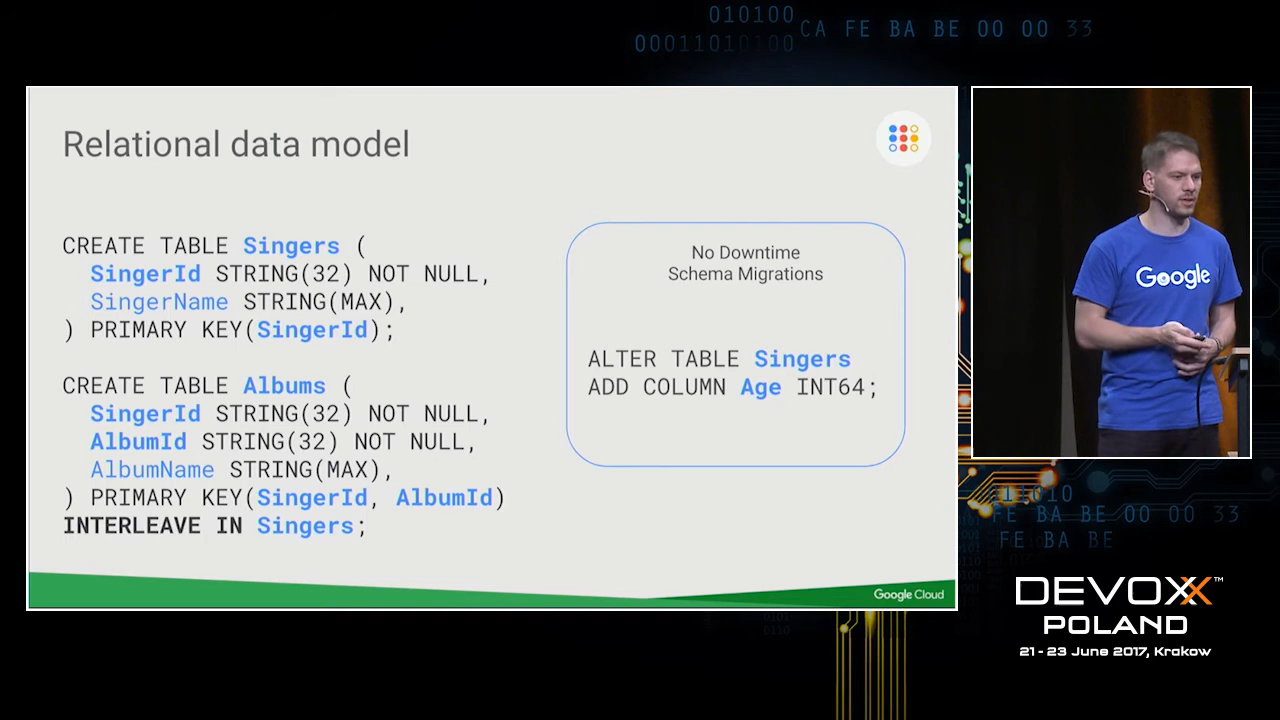 010100
CA FE BA BE 00 00 33
00011010100
Relational data model
CREATE TABLE Singers (
SingerId STRING(32) NOT NULL,
SingerName STRING(MAX),
) PRIMARY KEY(SingerId);
CREATE TABLE Albums (
SingerId STRING(32) NOT NULL,
AlbumId STRING(32) NOT NULL,
AlbumName STRING(MAX),
) PRIMARY KEY(SingerId, AlbumId)
INTERLEAVE IN Singers;
No Downtime
Schema Migrations
ALTER TABLE Singers
ADD COLUMN Age INT64;
Google Cloud
Google
FE BA BE 00 00 33
FE BA BE
DEVOXX™
POLAND
21 - 23 June 2017, Krakow